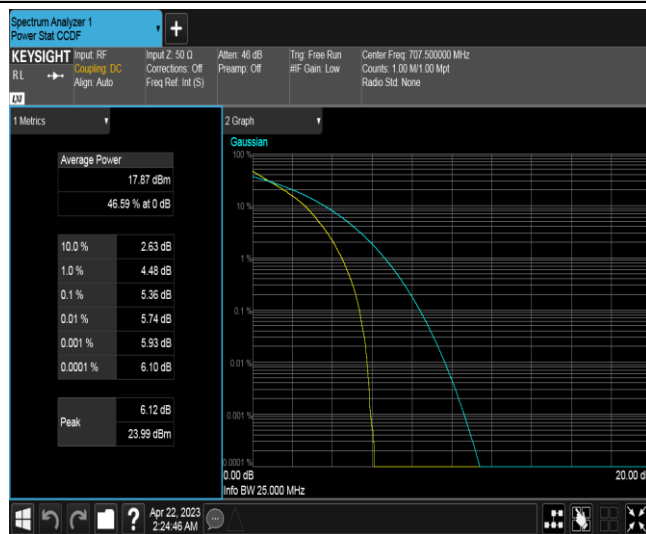 Spectrum Analyzer 1
Power Stat CCDF
+
KEYSIGHT
RL
LXI
Input: RF
Coupling: DC
Align: Auto
Input Z: 50 Ω
Corrections: Off
Freq Ref: Int (S)
Atten: 46 dB
Preamp: Off
Trig: Free Run
#IF Gain: Low
Center Freq: 707.500000 MHz
Counts: 1.00 M/1.00 Mpt
Radio Std: None
1 Metrics
Average Power
17.87 dBm
46.59 % at 0 dB
10.0 % 2.63 dB
1.0 % 4.48 dB
0.1 % 5.36 dB
0.01 % 5.74 dB
0.001 % 5.93 dB
0.0001 % 6.10 dB
Peak
6.12 dB
23.99 dBm
2 Graph
Gaussian
100 %
10 %
1 %
0.1 %
0.01 %
0.001 %
0.0001 %
0.00 dB
20.00 d
Info BW 25.000 MHz
?
Apr 22, 2023
2:24:46 AM